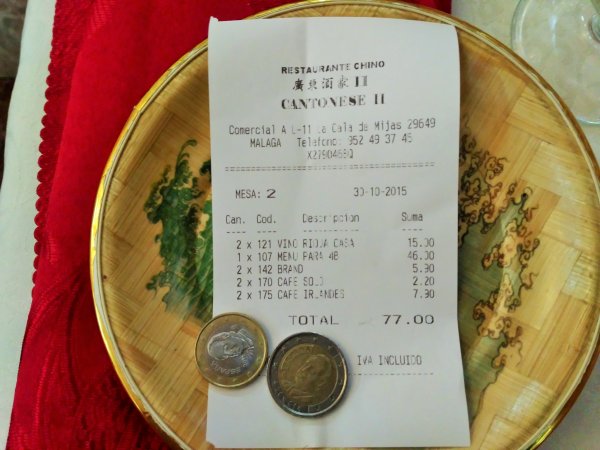 RESTAURANTE CHINO
廣東酒家 II
CANTONESE II
Comercial A L-11 La Cala de Mijas 29649
MALAGA Telefono: 952 49 37 45
MESA: 2 30-10-2015
Can. Cod. Descripcion Suma
2 x 121 VINO RIOJA CASA 15.00
1 x 107 MENU PARA 4B 46.00
2 x 142 BRAND 5.90
2 x 170 CAFE SOLO 2.20
2 x 175 CAFE IRLANDES 7.90
TOTAL 77.00
IVA INCLUIDO